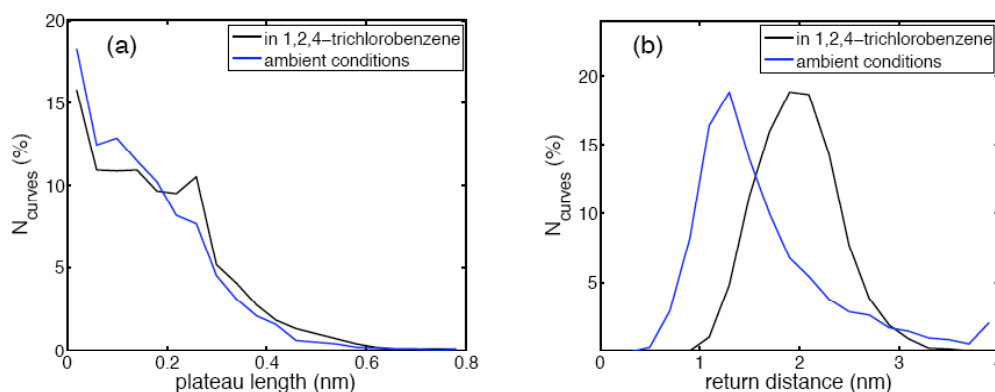 (a)
in 1,2,4−trichlorobenzene
ambient conditions
20
15
10
5
0
N_curves (%)
0
0.2
0.4
0.6
0.8
plateau length (nm)
(b)
in 1,2,4−trichlorobenzene
ambient conditions
20
15
10
5
N_curves (%)
0
1
2
3
return distance (nm)